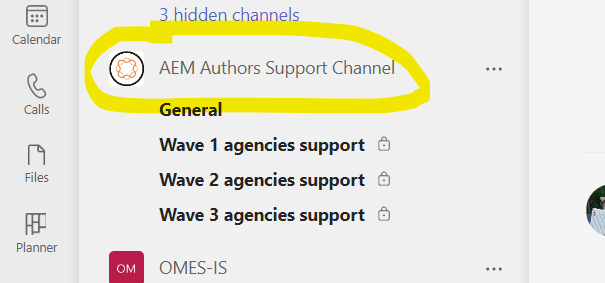 3 hidden channels
Calendar
AEM Authors Support Channel
General
Calls
Wave 1 agencies support
Wave 2 agencies support
Files
Wave 3 agencies support
Planner
OM
OMES-IS